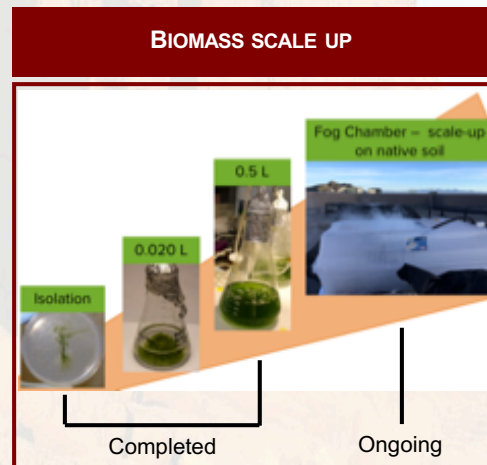 BIOMASS SCALE UP
Fog Chamber – scale-up
on native soil
0.5 L
0.020 L
Isolation
Completed
Ongoing